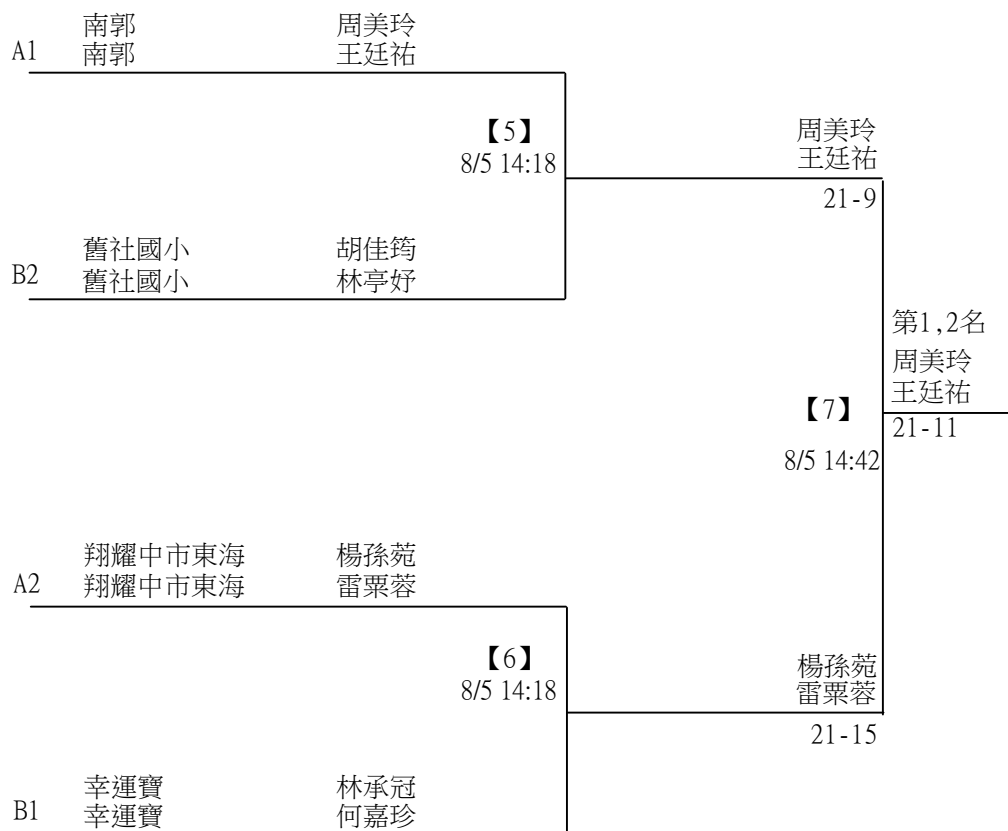 A1 南郭 周美玲
南郭 王廷祐
【5】
8/5 14:18
周美玲
王廷祐
21-9
B2 舊社國小 胡佳筠
舊社國小 林亭妤
第1,2名
周美玲
王廷祐
21-11
【7】
8/5 14:42
A2 翔耀中市東海 楊孫菀
翔耀中市東海 雷粟蓉
【6】
8/5 14:18
楊孫菀
雷粟蓉
21-15
B1 幸運寶 林承冠
幸運寶 何嘉珍